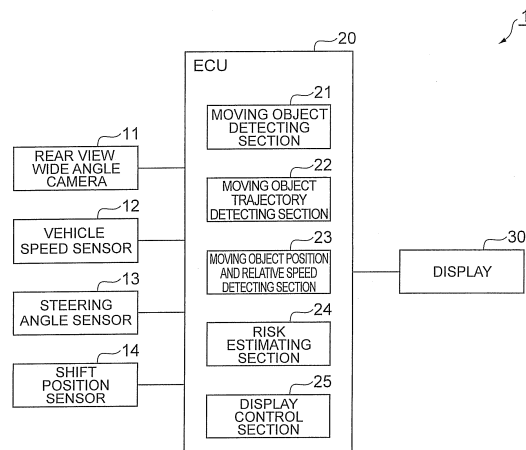 1
20
ECU
21
MOVING OBJECT
DETECTING
SECTION
22
MOVING OBJECT
TRAJECTORY
DETECTING SECTION
23
MOVING OBJECT POSITION
AND RELATIVE SPEED
DETECTING SECTION
24
RISK
ESTIMATING
SECTION
25
DISPLAY
CONTROL
SECTION
11
REAR VIEW
WIDE ANGLE
CAMERA
12
VEHICLE
SPEED SENSOR
13
STEERING
ANGLE SENSOR
14
SHIFT
POSITION
SENSOR
30
DISPLAY